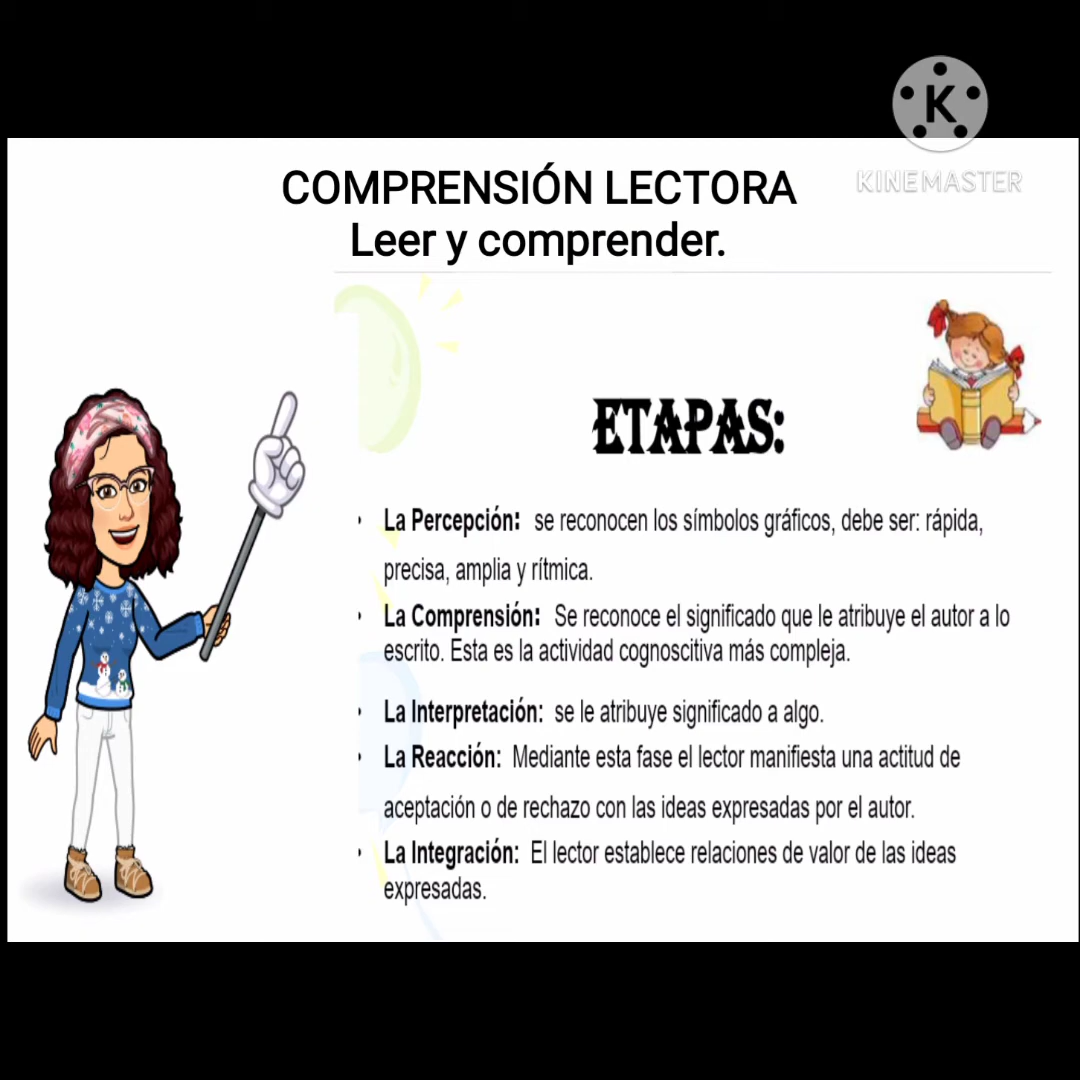 K
KINEMASTER
COMPRENSIÓN LECTORA
Leer y comprender.
ETAPAS:
· La Percepción: se reconocen los símbolos gráficos, debe ser: rápida,
precisa, amplia y rítmica.
· La Comprensión: Se reconoce el significado que le atribuye el autor a lo
escrito. Esta es la actividad cognoscitiva más compleja.
· La Interpretación: se le atribuye significado a algo.
· La Reacción: Mediante esta fase el lector manifiesta una actitud de
aceptación o de rechazo con las ideas expresadas por el autor.
· La Integración: El lector establece relaciones de valor de las ideas
expresadas.